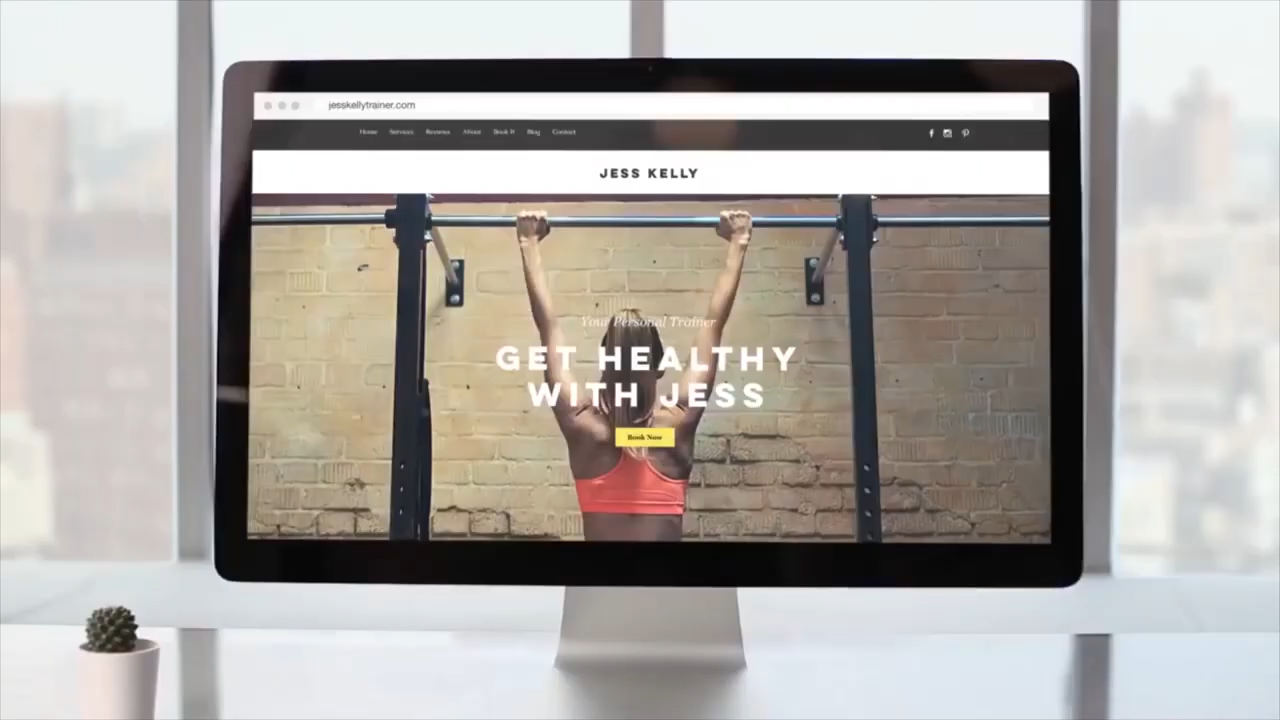 jesskellytrainer.com
Home Services Reviews About Book It Blog Contact
JESS KELLY
Your Personal Trainer
GET HEALTHY
WITH JESS
Book Now